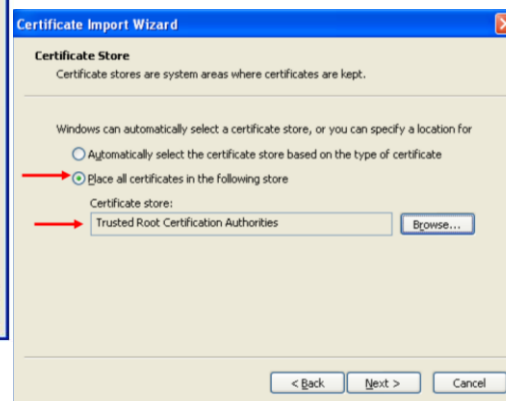 Certificate Import Wizard
Certificate Store
Certificate stores are system areas where certificates are kept.
Windows can automatically select a certificate store, or you can specify a location for
Automatically select the certificate store based on the type of certificate
Place all certificates in the following store
Certificate store:
Trusted Root Certification Authorities
Browse...
< Back
Next >
Cancel